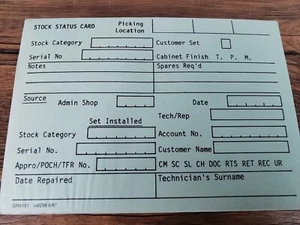 STOCK STATUS CARD Picking
Location
Stock Category Customer Set
Serial No Cabinet Finish T. P. M.
Notes Spares Req'd
Source Admin Shop Date
Tech/Rep
Set Installed
Stock Category Account No.
Serial No. Customer Name
Appro/POCH/TFR No. CM SC SL CH DOC RTS RET REC UR
Date Repaired Technician's Surname